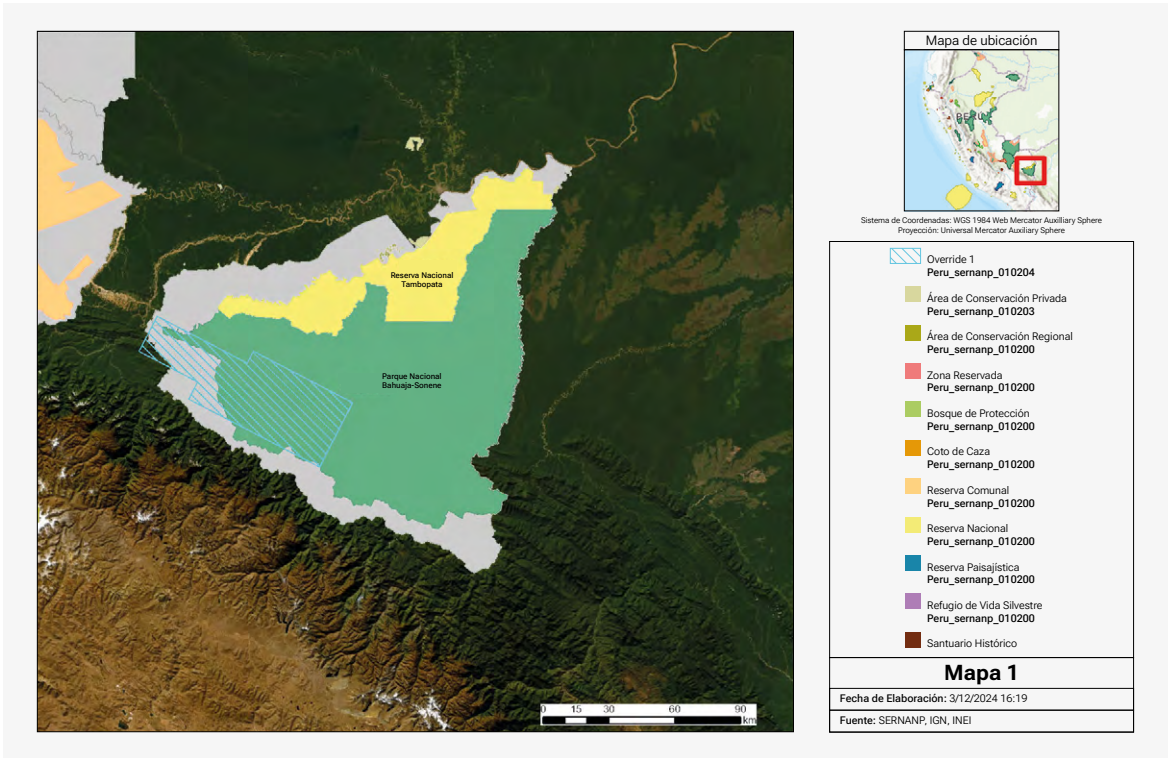 Reserva Nacional
Tambopata
Parque Nacional
Bahuaja-Sonene
0 15 30 60 90
km
Mapa de ubicación
PERU
Sistema de Coordenadas: WGS 1984 Web Mercator Auxilliary Sphere
Proyección: Universal Mercator Auxiliary Sphere
Override 1
Peru_sernanp_010204
Área de Conservación Privada
Peru_sernanp_010203
Área de Conservación Regional
Peru_sernanp_010200
Zona Reservada
Peru_sernanp_010200
Bosque de Protección
Peru_sernanp_010200
Coto de Caza
Peru_sernanp_010200
Reserva Comunal
Peru_sernanp_010200
Reserva Nacional
Peru_sernanp_010200
Reserva Paisajística
Peru_sernanp_010200
Refugio de Vida Silvestre
Peru_sernanp_010200
Santuario Histórico
Mapa 1
Fecha de Elaboración: 3/12/2024 16:19
Fuente: SERNANP, IGN, INEI